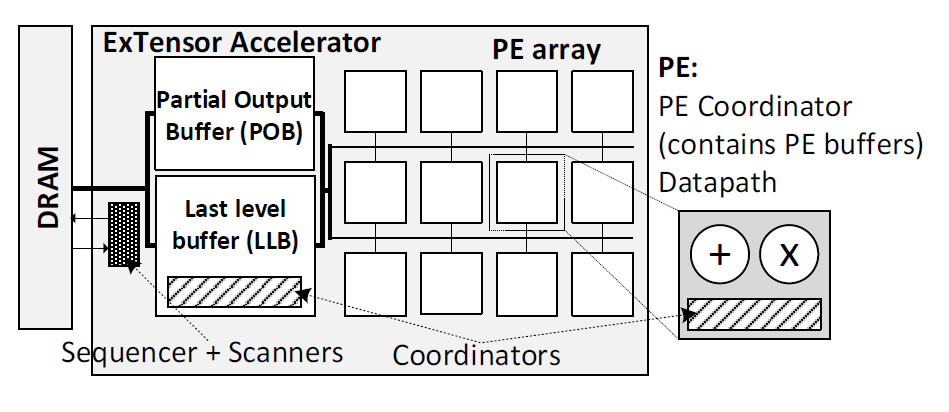 DRAM
ExTensor Accelerator
Partial Output
Buffer (POB)
Last level
buffer (LLB)
PE array
PE:
PE Coordinator
(contains PE buffers)
Datapath
+
x
Sequencer + Scanners
Coordinators